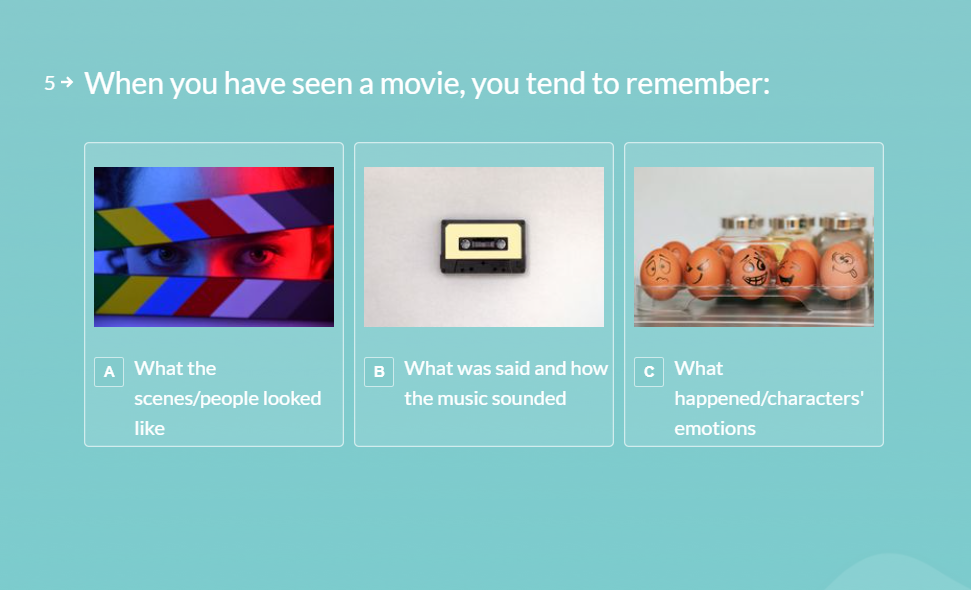 5 → When you have seen a movie, you tend to remember:
A What the
scenes/people looked
like
B What was said and how
the music sounded
C What
happened/characters'
emotions